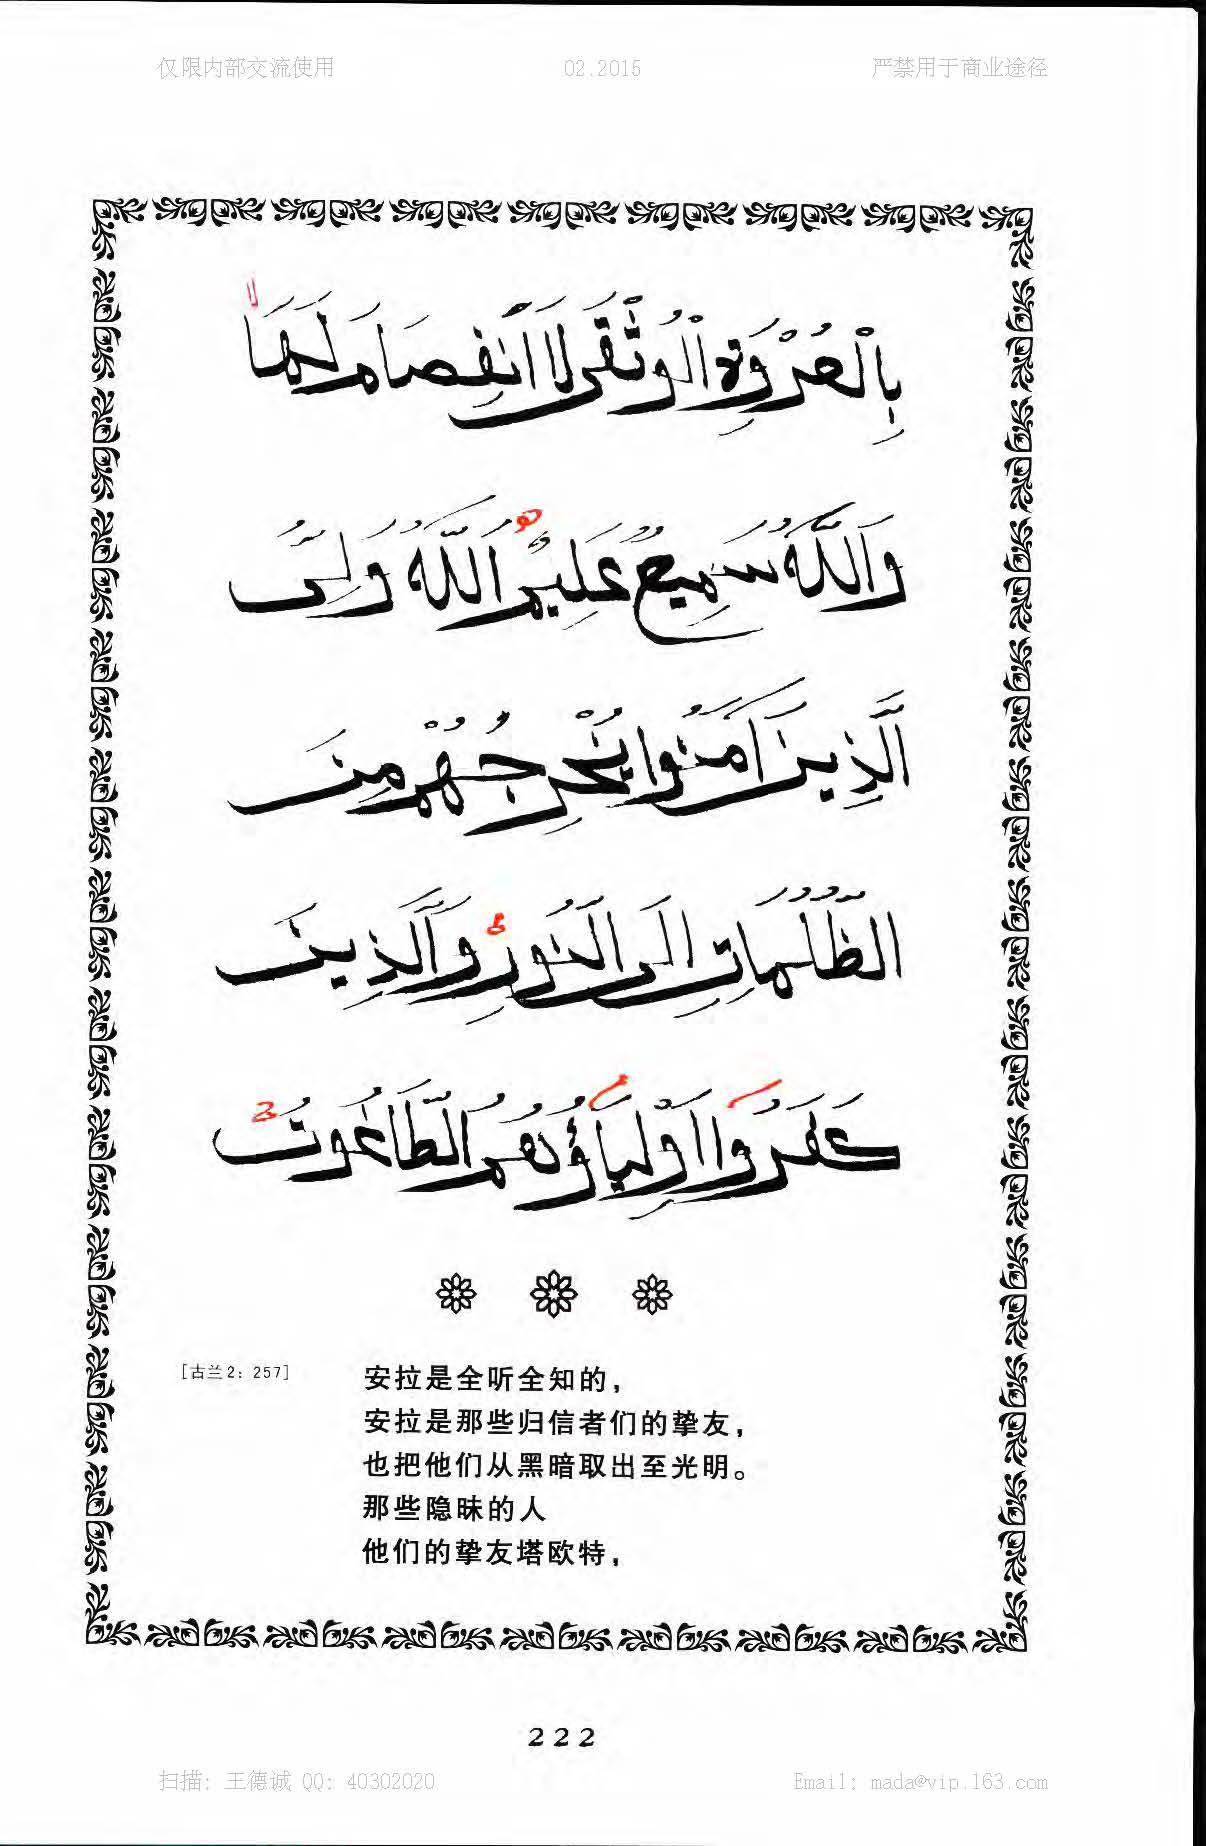 仅限内部交流使用 02.2015 严禁用于商业途径
بِالْعُرْوَةِ الْوُثْقَى لَا انْفِصَامَ لَهَا
وَاللَّهُ سَمِيعٌ عَلِيمٌ اللَّهُ وَلِيُّ
الَّذِينَ اٰمَنُوا يُخْرِجُهُمْ مِنَ
الظُّلُمَاتِ اِلَى النُّورِ وَالَّذِينَ
كَفَرُوا اَوْلِيَاۤؤُهُمُ الطَّاغُوتُ
[古兰2: 257]
安拉是全听全知的，
安拉是那些归信者们的挚友，
也把他们从黑暗取出至光明。
那些隐昧的人
他们的挚友塔欧特，
222
扫描: 王德诚 QQ: 40302020 Email: mada@vip.163.com